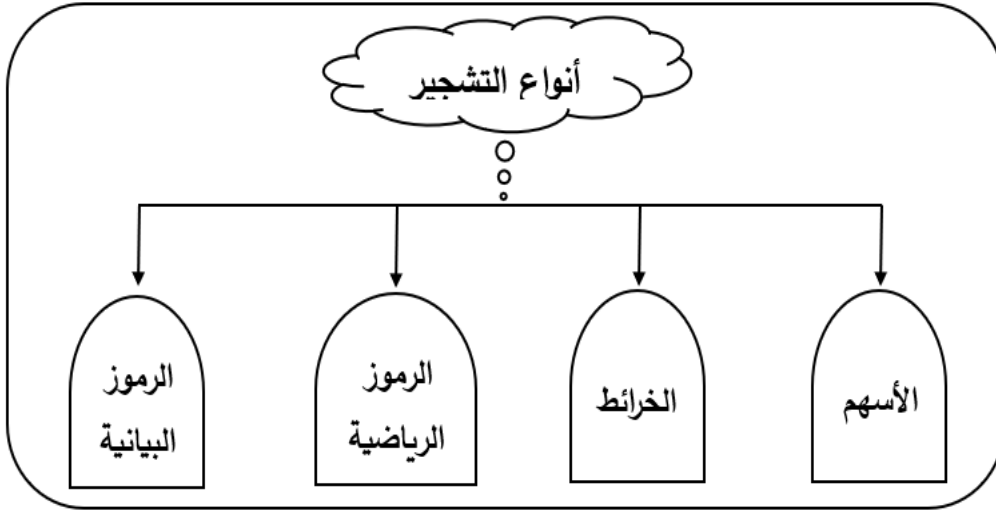 أنواع التشجير
الأسهم
الخرائط
الرموز
الرياضية
الرموز
البيانية